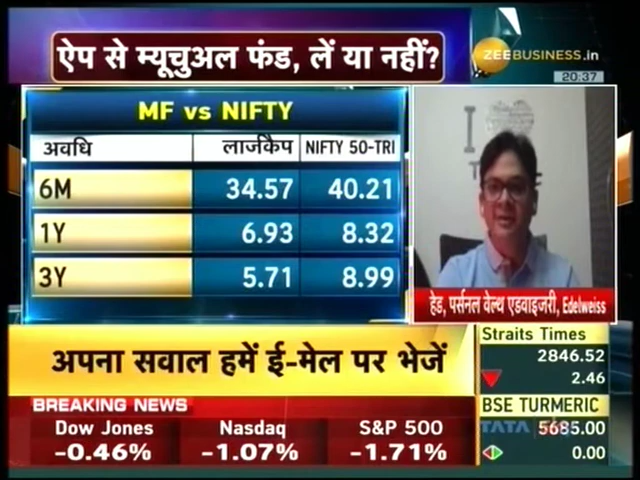 ऐप से म्यूचुअल फंड, लें या नहीं?
ZEEBUSINESS.in
20:37
MF vs NIFTY
अवधि लार्जकैप NIFTY 50-TRI
6M 34.57 40.21
1Y 6.93 8.32
3Y 5.71 8.99
I
हेड, पर्सनल वेल्थ एडवाइजरी, Edelweiss
अपना सवाल हमें ई-मेल पर भेजें
Straits Times
2846.52
2.46
BREAKING NEWS
Dow Jones Nasdaq S&P 500
-0.46% -1.07% -1.71%
BSE TURMERIC
5685.00
0.00
TATA